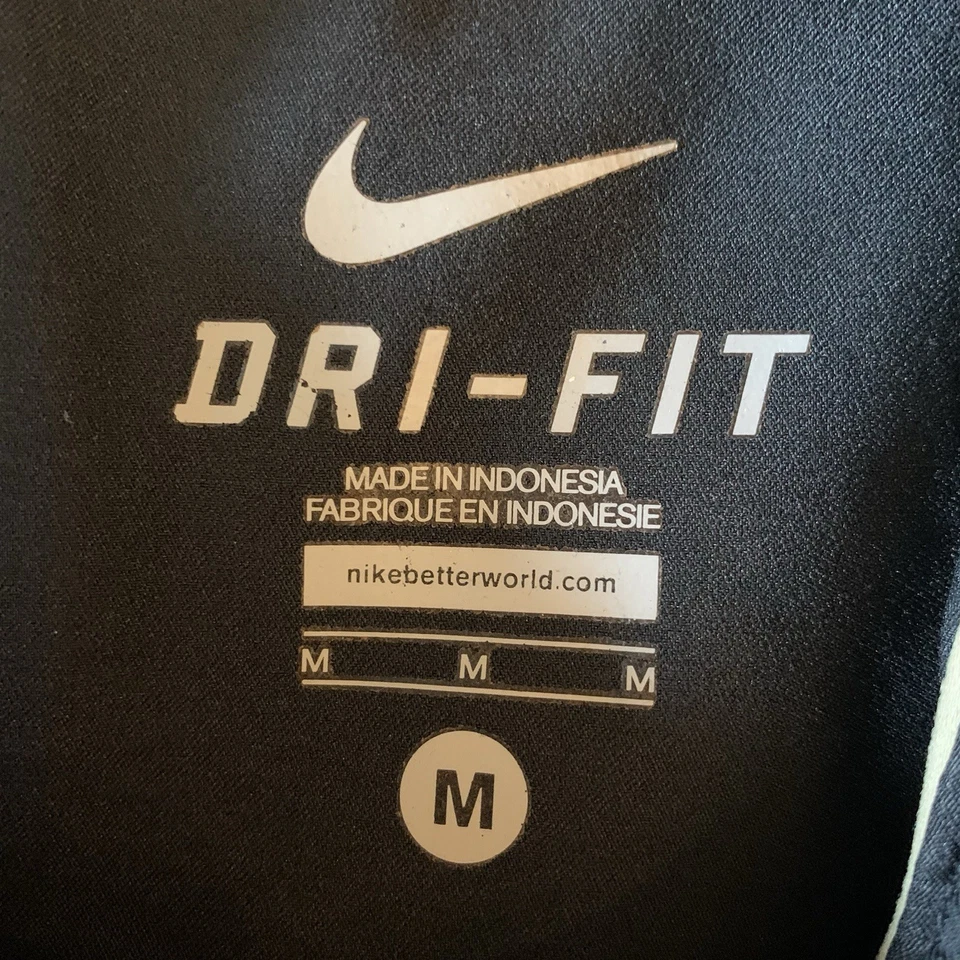 DRI-FIT
MADE IN INDONESIA
FABRIQUE EN INDONESIE
nikebetterworld.com
M M M
M